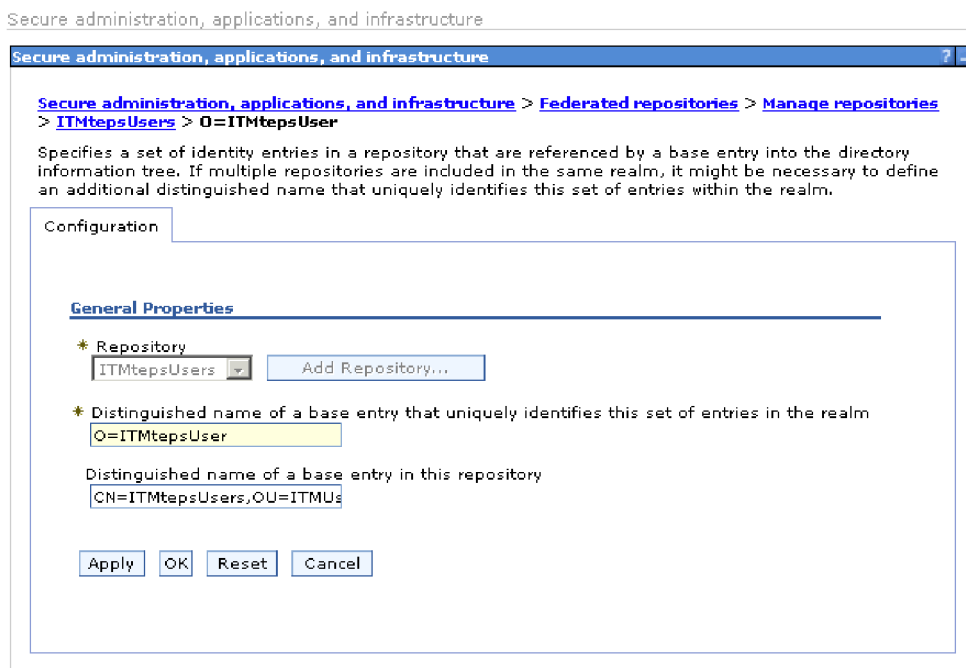 Secure administration, applications, and infrastructure
Secure administration, applications, and infrastructure ? -
Secure administration, applications, and infrastructure > Federated repositories > Manage repositories
> ITMtepsUsers > O=ITMtepsUser
Specifies a set of identity entries in a repository that are referenced by a base entry into the directory
information tree. If multiple repositories are included in the same realm, it might be necessary to define
an additional distinguished name that uniquely identifies this set of entries within the realm.
Configuration
General Properties
* Repository
ITMtepsUsers Add Repository...
* Distinguished name of a base entry that uniquely identifies this set of entries in the realm
O=ITMtepsUser
Distinguished name of a base entry in this repository
CN=ITMtepsUsers,OU=ITMUs
Apply OK Reset Cancel